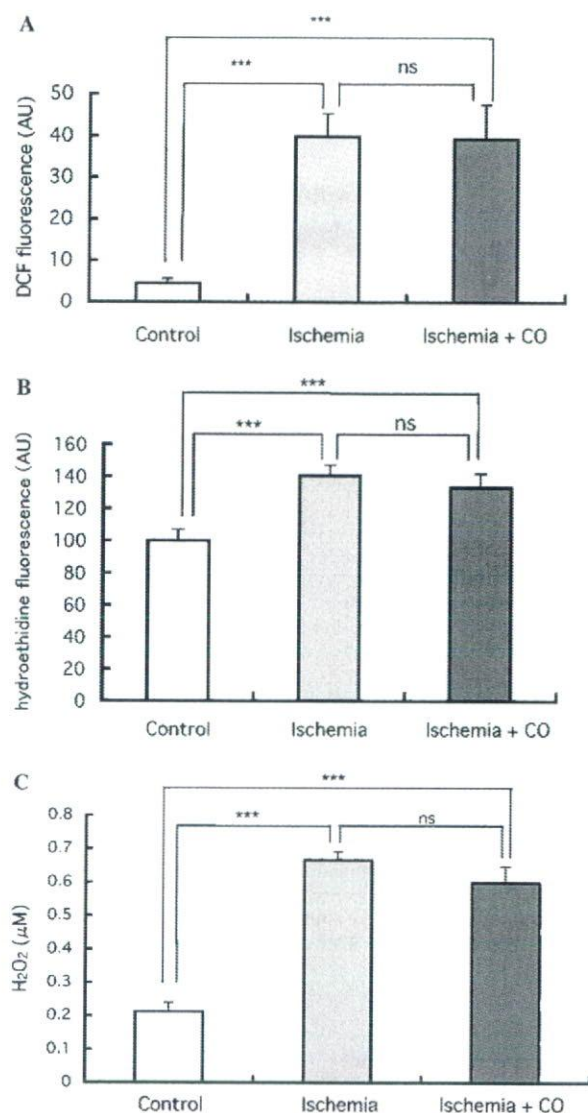 A
***
*** ns
50
40
30
20
10
0
DCF fluorescence (AU)
Control Ischemia Ischemia + CO
B
***
*** ns
160
140
120
100
80
60
40
20
0
hydroethidine fluorescence (AU)
Control Ischemia Ischemia + CO
C
***
*** ns
0.8
0.7
0.6
0.5
0.4
0.3
0.2
0.1
0
H₂O₂ (μM)
Control Ischemia Ischemia + CO